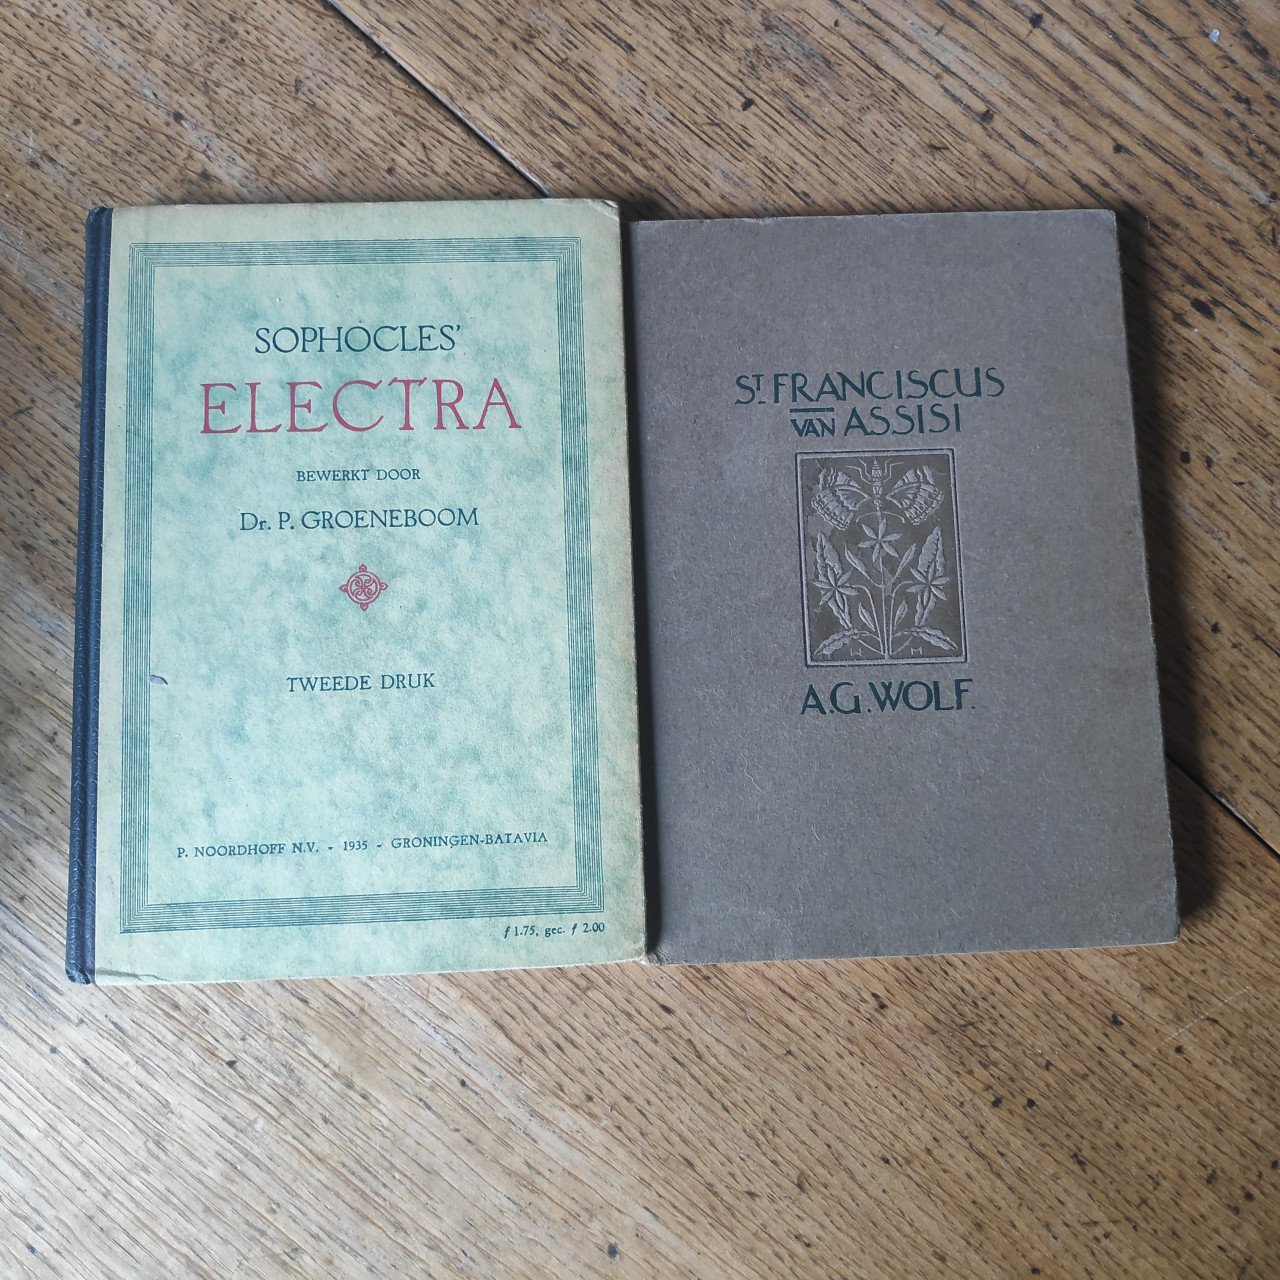 SOPHOCLES'
ELECTRA
BEWERKT DOOR
Dr. P. GROENEBOOM
TWEEDE DRUK
P. NOORDHOFF N.V. - 1935 - GRONINGEN-BATAVIA
ƒ 1.75, gec. ƒ 2.00
ST. FRANCISCUS
VAN ASSISI
H H
A.G. WOLF.